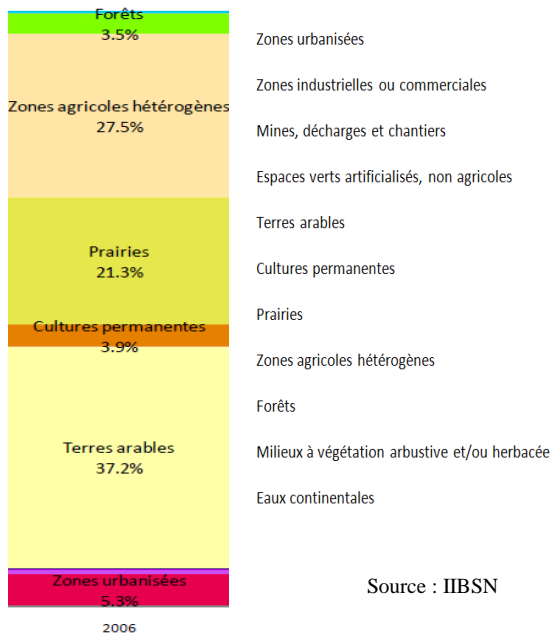 Forêts
3.5%
Zones agricoles hétérogènes
27.5%
Prairies
21.3%
Cultures permanentes
3.9%
Terres arables
37.2%
Zones urbanisées
5.3%
2006
Zones urbanisées
Zones industrielles ou commerciales
Mines, décharges et chantiers
Espaces verts artificialisés, non agricoles
Terres arables
Cultures permanentes
Prairies
Zones agricoles hétérogènes
Forêts
Milieux à végétation arbustive et/ou herbacée
Eaux continentales
Source : IIBSN